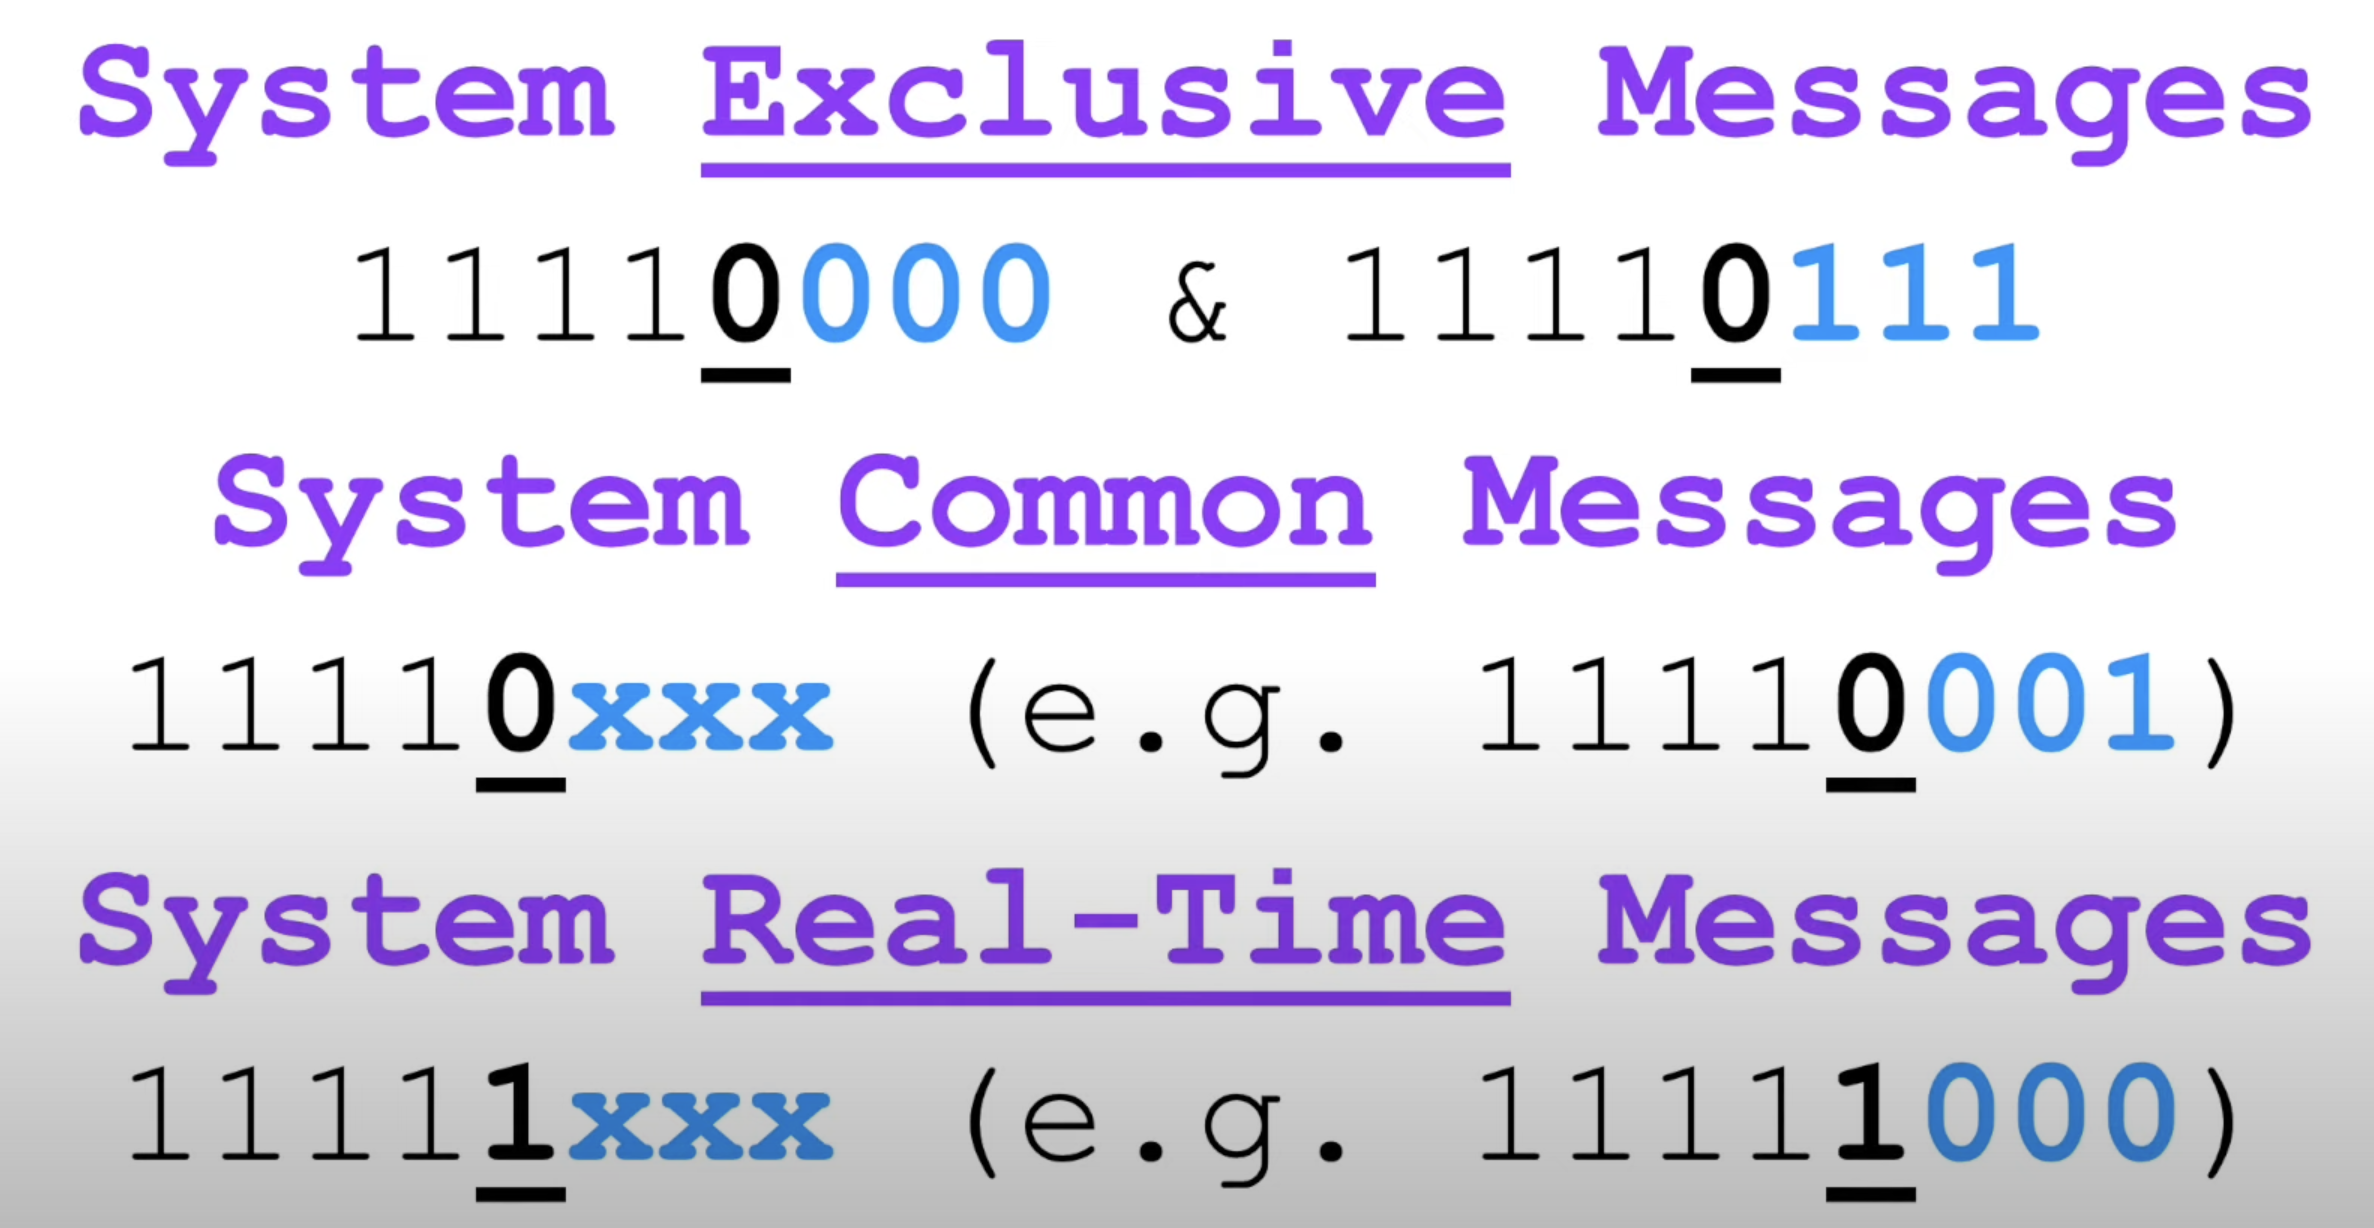 System Exclusive Messages
11110000 & 11110111
System Common Messages
11110xxx (e.g. 11110001)
System Real-Time Messages
11111xxx (e.g. 11111000)